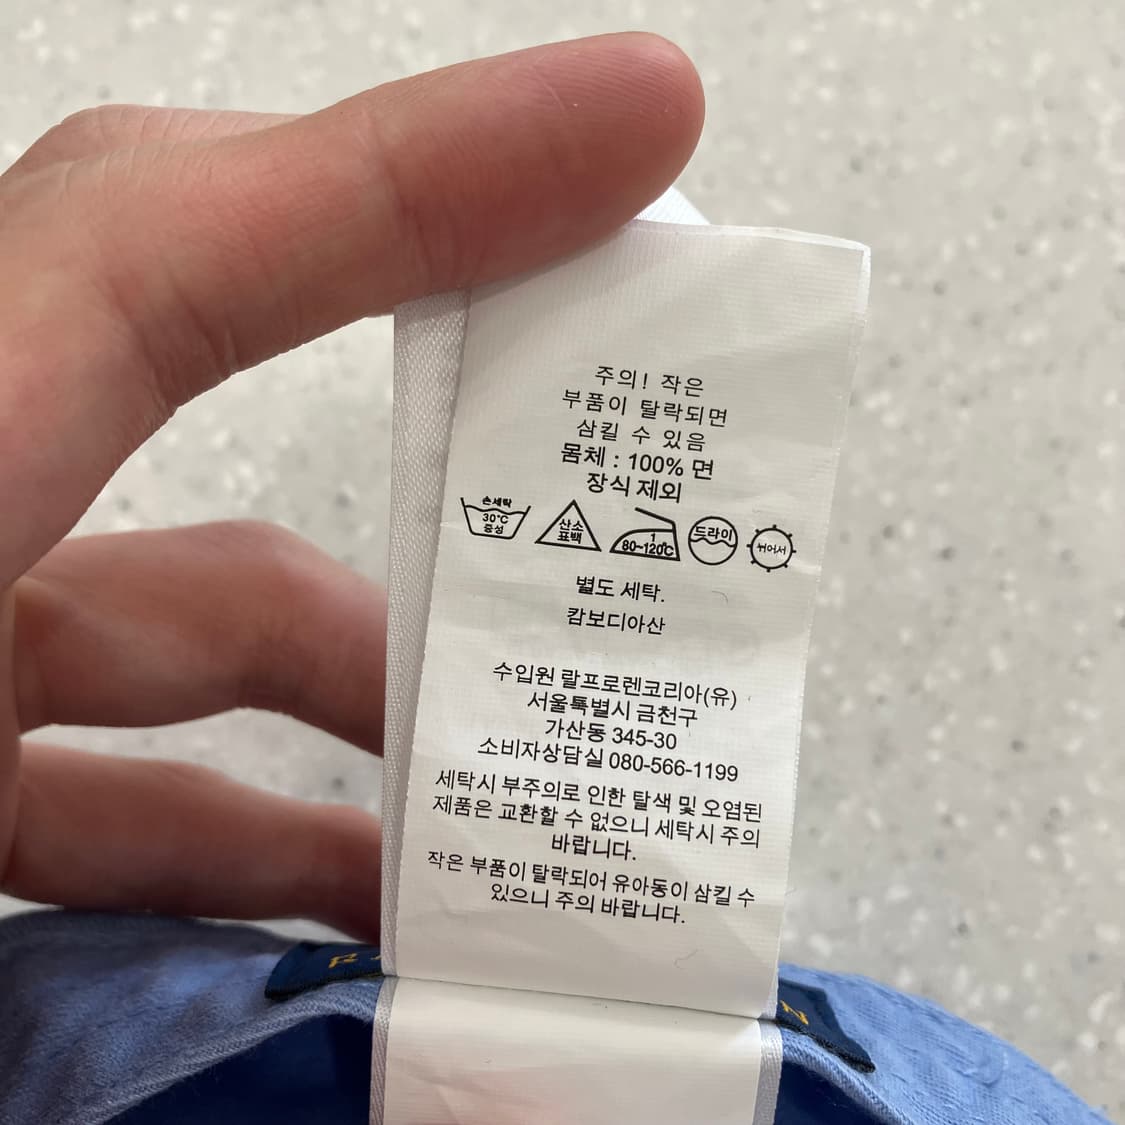 주의! 작은
부품이 탈락되면
삼킬 수 있음
몸체 : 100% 면
장식 제외
손세탁
30°C
중성
산소
표백
1
80~120℃
드라이
뉘어서
별도 세탁.
캄보디아산
수입원 랄프로렌코리아(유)
서울특별시 금천구
가산동 345-30
소비자상담실 080-566-1199
세탁시 부주의로 인한 탈색 및 오염된
제품은 교환할 수 없으니 세탁시 주의
바랍니다.
작은 부품이 탈락되어 유아동이 삼킬 수
있으니 주의 바랍니다.